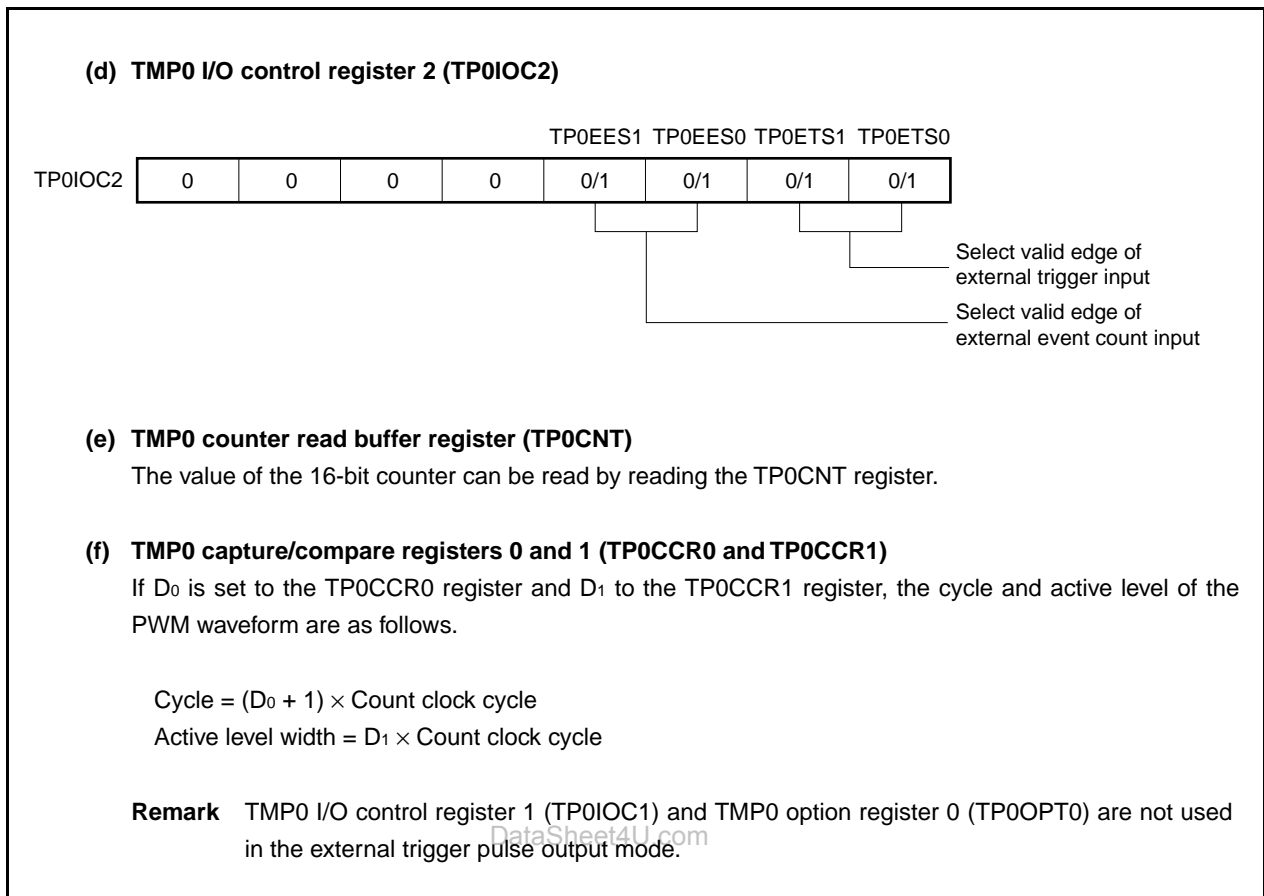 (d) TMP0 I/O control register 2 (TP0IOC2)
TP0EES1 TP0EES0 TP0ETS1 TP0ETS0
TP0IOC2 0 0 0 0 0/1 0/1 0/1 0/1
Select valid edge of
external trigger input
Select valid edge of
external event count input
(e) TMP0 counter read buffer register (TP0CNT)
The value of the 16-bit counter can be read by reading the TP0CNT register.
(f) TMP0 capture/compare registers 0 and 1 (TP0CCR0 and TP0CCR1)
If D0 is set to the TP0CCR0 register and D1 to the TP0CCR1 register, the cycle and active level of the
PWM waveform are as follows.
Cycle = (D0 + 1) × Count clock cycle
Active level width = D1 × Count clock cycle
Remark TMP0 I/O control register 1 (TP0IOC1) and TMP0 option register 0 (TP0OPT0) are not used
in the external trigger pulse output mode.
DataSheet4U.com